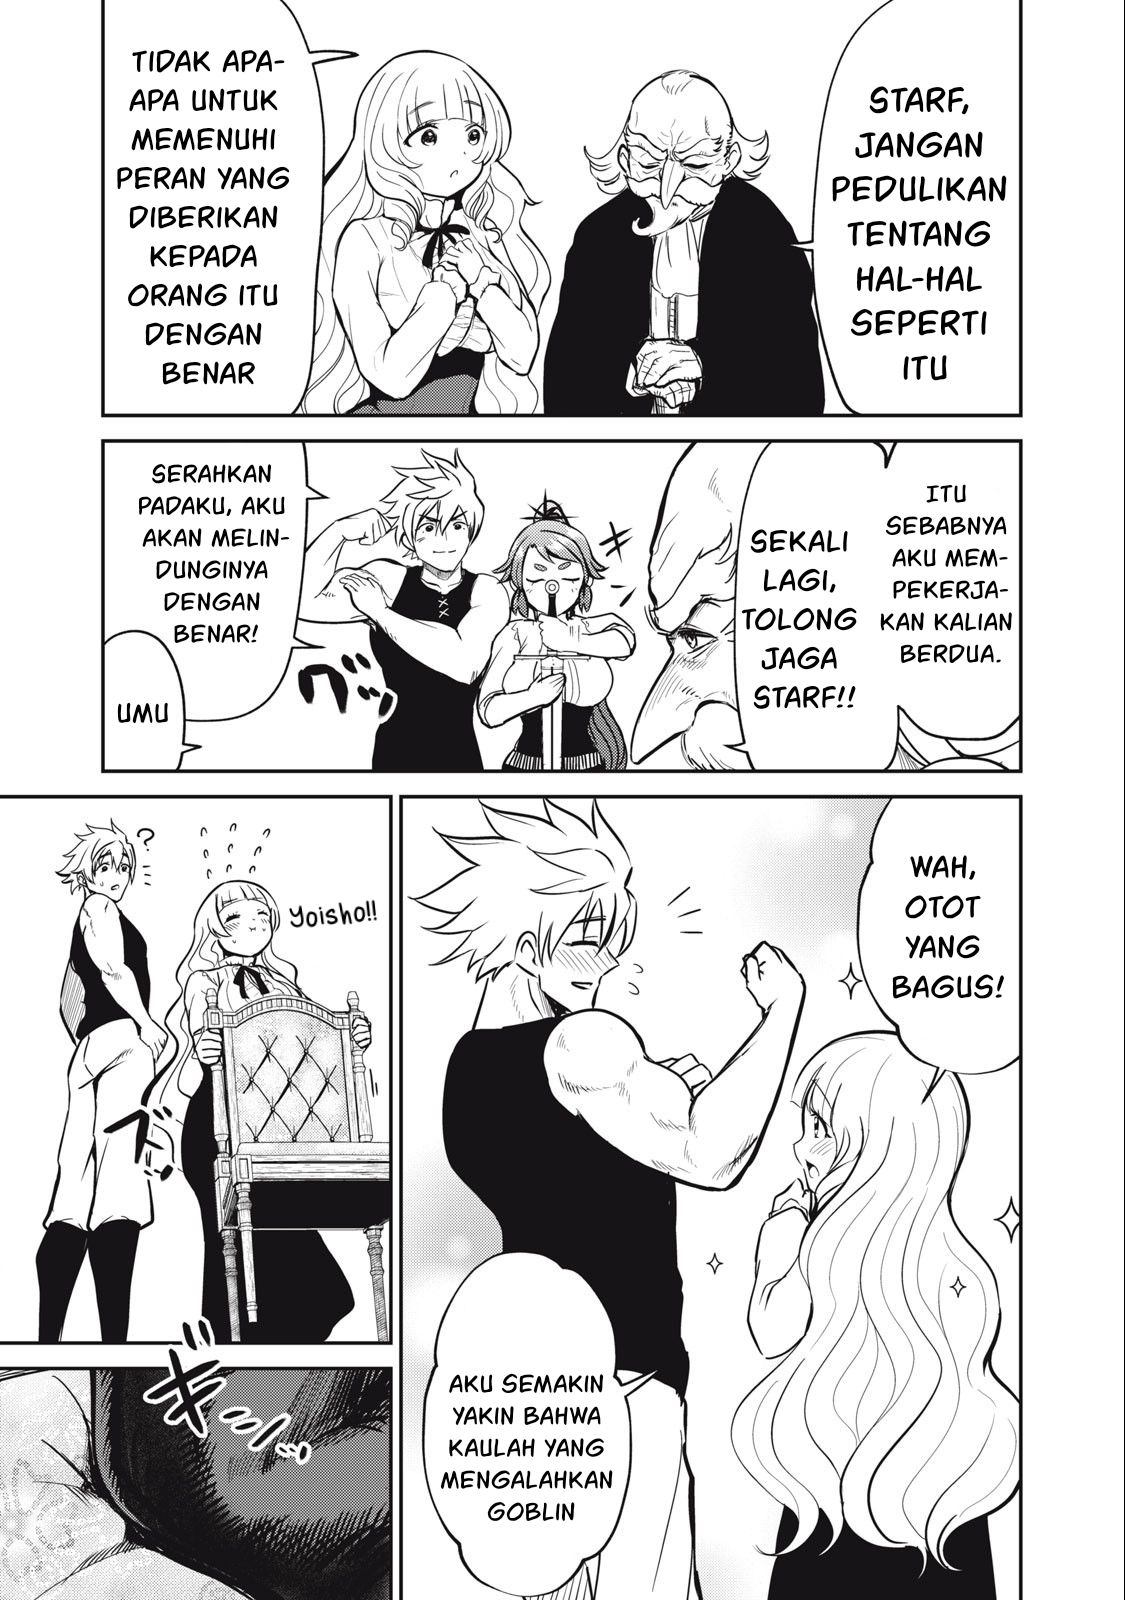 STARF,
JANGAN
PEDULIKAN
TENTANG
HAL-HAL
SEPERTI
ITU
TIDAK APA-
APA UNTUK
MEMENUHI
PERAN YANG
DIBERIKAN
KEPADA
ORANG ITU
DENGAN
BENAR
ITU
SEBABNYA
AKU MEM-
PEKERJA-
KAN KALIAN
BERDUA.
SEKALI
LAGI,
TOLONG
JAGA
STARF!!
SERAHKAN
PADAKU, AKU
AKAN MELIN-
DUNGINYA
DENGAN
BENAR!
UMU
WAH,
OTOT
YANG
BAGUS!
AKU SEMAKIN
YAKIN BAHWA
KAULAH YANG
MENGALAHKAN
GOBLIN
?
Yoisho!!